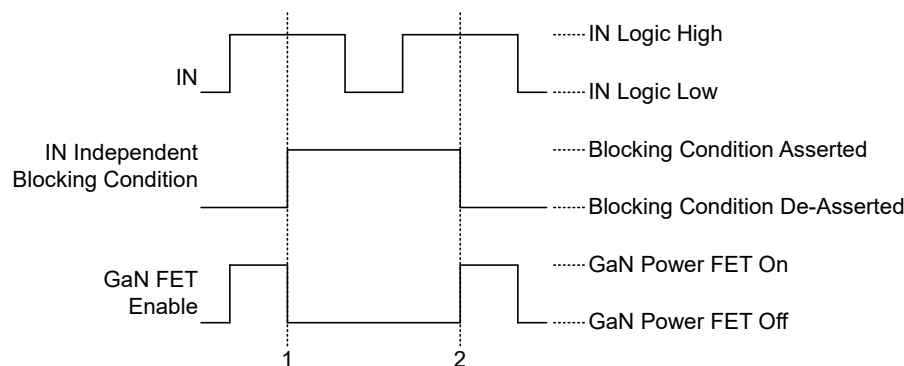 IN Logic High
IN
IN Logic Low
IN Independent
Blocking Condition
Blocking Condition Asserted
Blocking Condition De-Asserted
GaN FET
Enable
GaN Power FET On
GaN Power FET Off
1
2